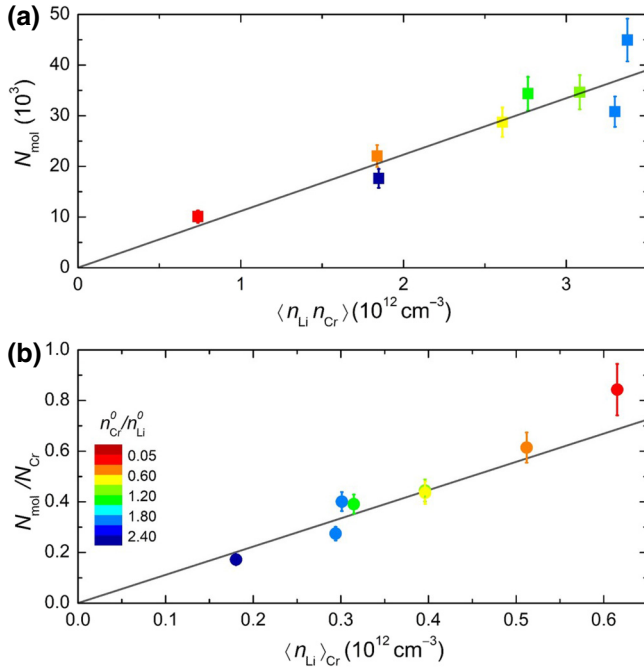 (a)
50
40
30
20
10
0
N_mol (10^3)
0 1 2 3
⟨n_Li n_Cr⟩ (10^12 cm^−3)
(b)
1.0
0.8
0.6
0.4
0.2
0.0
N_mol/N_Cr
n^0_Cr/n^0_Li
0.05
0.60
1.20
1.80
2.40
0.0 0.1 0.2 0.3 0.4 0.5 0.6
⟨n_Li⟩_Cr (10^12 cm^−3)